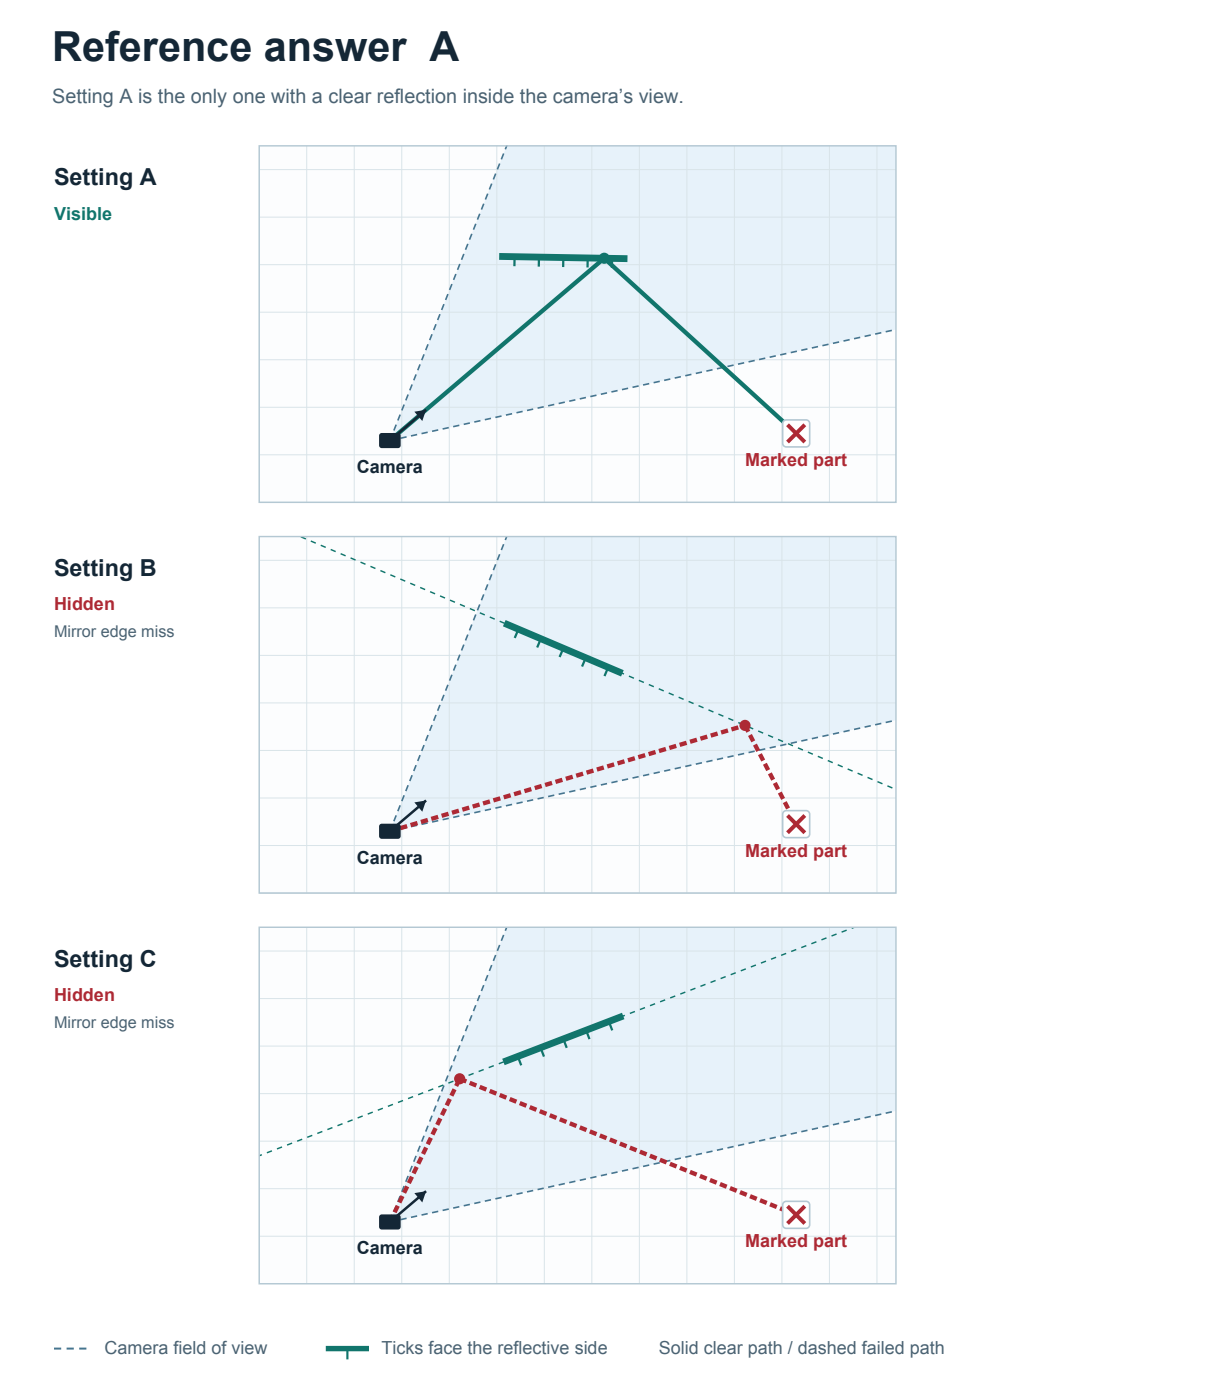 Reference answer  A
Setting A is the only one with a clear reflection inside the camera’s view.
Setting A
Visible
Camera
Marked part
Setting B
Hidden
Mirror edge miss
Camera
Marked part
Setting C
Hidden
Mirror edge miss
Camera
Marked part
Camera field of view
Ticks face the reflective side
Solid clear path / dashed failed path